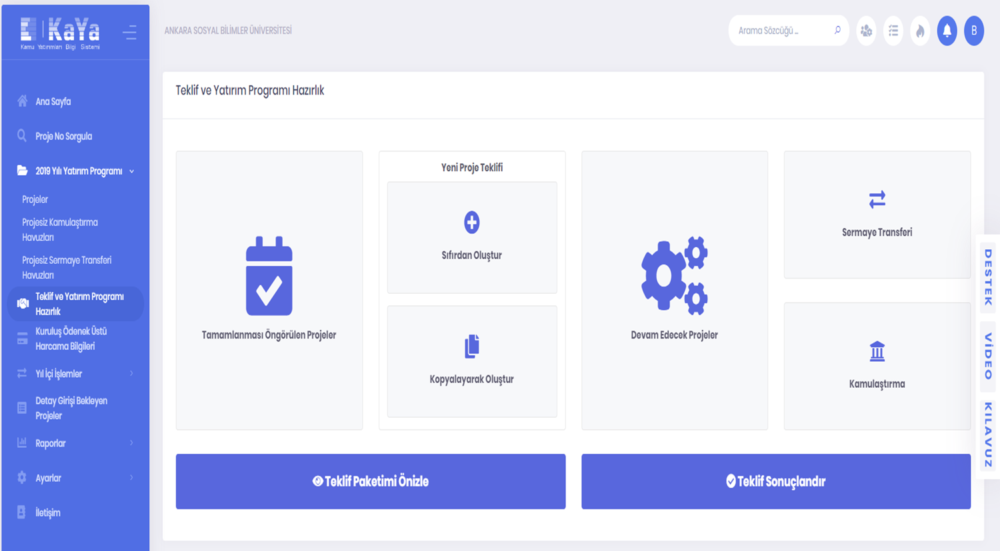 KaYa
Kamu Yatırımları Bilgi Sistemi
ANKARA SOSYAL BİLİMLER ÜNİVERSİTESİ
Arama Sözcüğü ...
B
Ana Sayfa
Proje No Sorgula
2019 Yılı Yatırım Programı
Projeler
Projesiz Kamulaştırma
Havuzları
Projesiz Sermaye Transferi
Havuzları
Teklif ve Yatırım Programı
Hazırlık
Kuruluş Ödenek Üstü
Harcama Bilgileri
Yıl İçi İşlemler
Detay Girişi Bekleyen
Projeler
Raporlar
Ayarlar
İletişim
Teklif ve Yatırım Programı Hazırlık
Tamamlanması Öngörülen Projeler
Yeni Proje Teklifi
Sıfırdan Oluştur
Kopyalayarak Oluştur
Devam Edecek Projeler
Sermaye Transferi
Kamulaştırma
Teklif Paketimi Önizle
Teklif Sonuçlandır
DESTEK
VİDEO
KILAVUZ